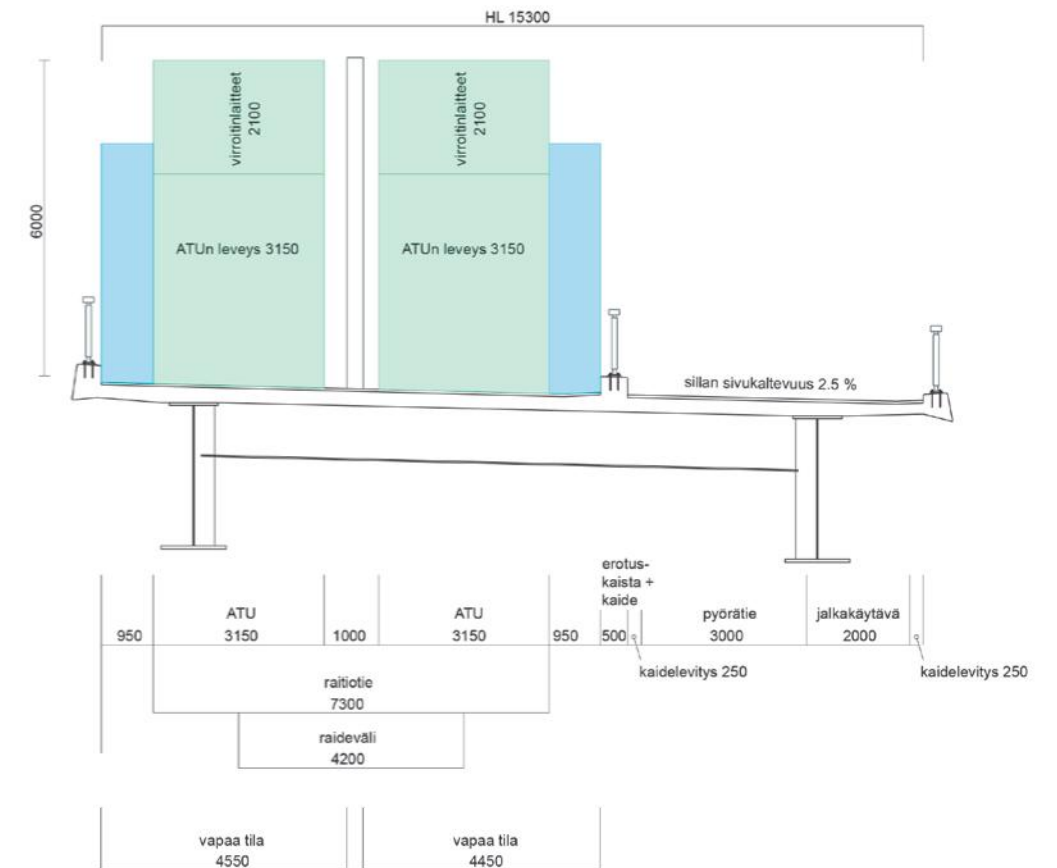 HL 15300
virroitinlaitteet
2100
virroitinlaitteet
2100
6000
ATUn leveys 3150
ATUn leveys 3150
sillan sivukaltevuus 2.5 %
erotus-
kaista +
kaide
ATU
ATU
pyörätie
jalkakäytävä
950
3150
1000
3150
950
500
3000
2000
kaidelevitys 250
kaidelevitys 250
raitiotie
7300
raideväli
4200
vapaa tila
4550
vapaa tila
4450